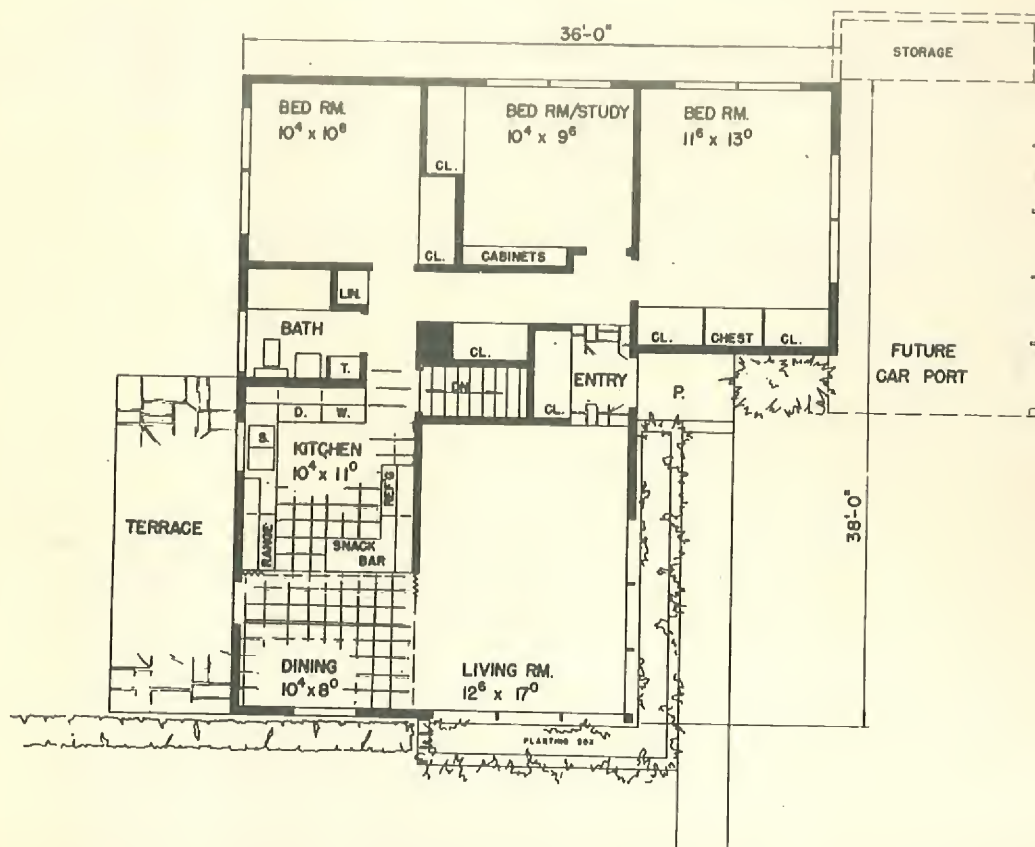 36'-0"
STORAGE
BED RM.
10⁴ x 10⁸
BED RM/STUDY
10⁴ x 9⁶
BED RM.
11⁶ x 13⁰
CL.
CL.
CABINETS
LIN.
BATH
T.
CL.
CL.
CHEST
CL.
FUTURE
CAR PORT
DN
ENTRY
CL.
P.
D.
W.
S.
KITCHEN
10⁴ x 11⁰
REF'G
RANGE
SNACK
BAR
TERRACE
38'-0"
DINING
10⁴ x 8⁰
LIVING RM.
12⁶ x 17⁰
PLANTING BOX